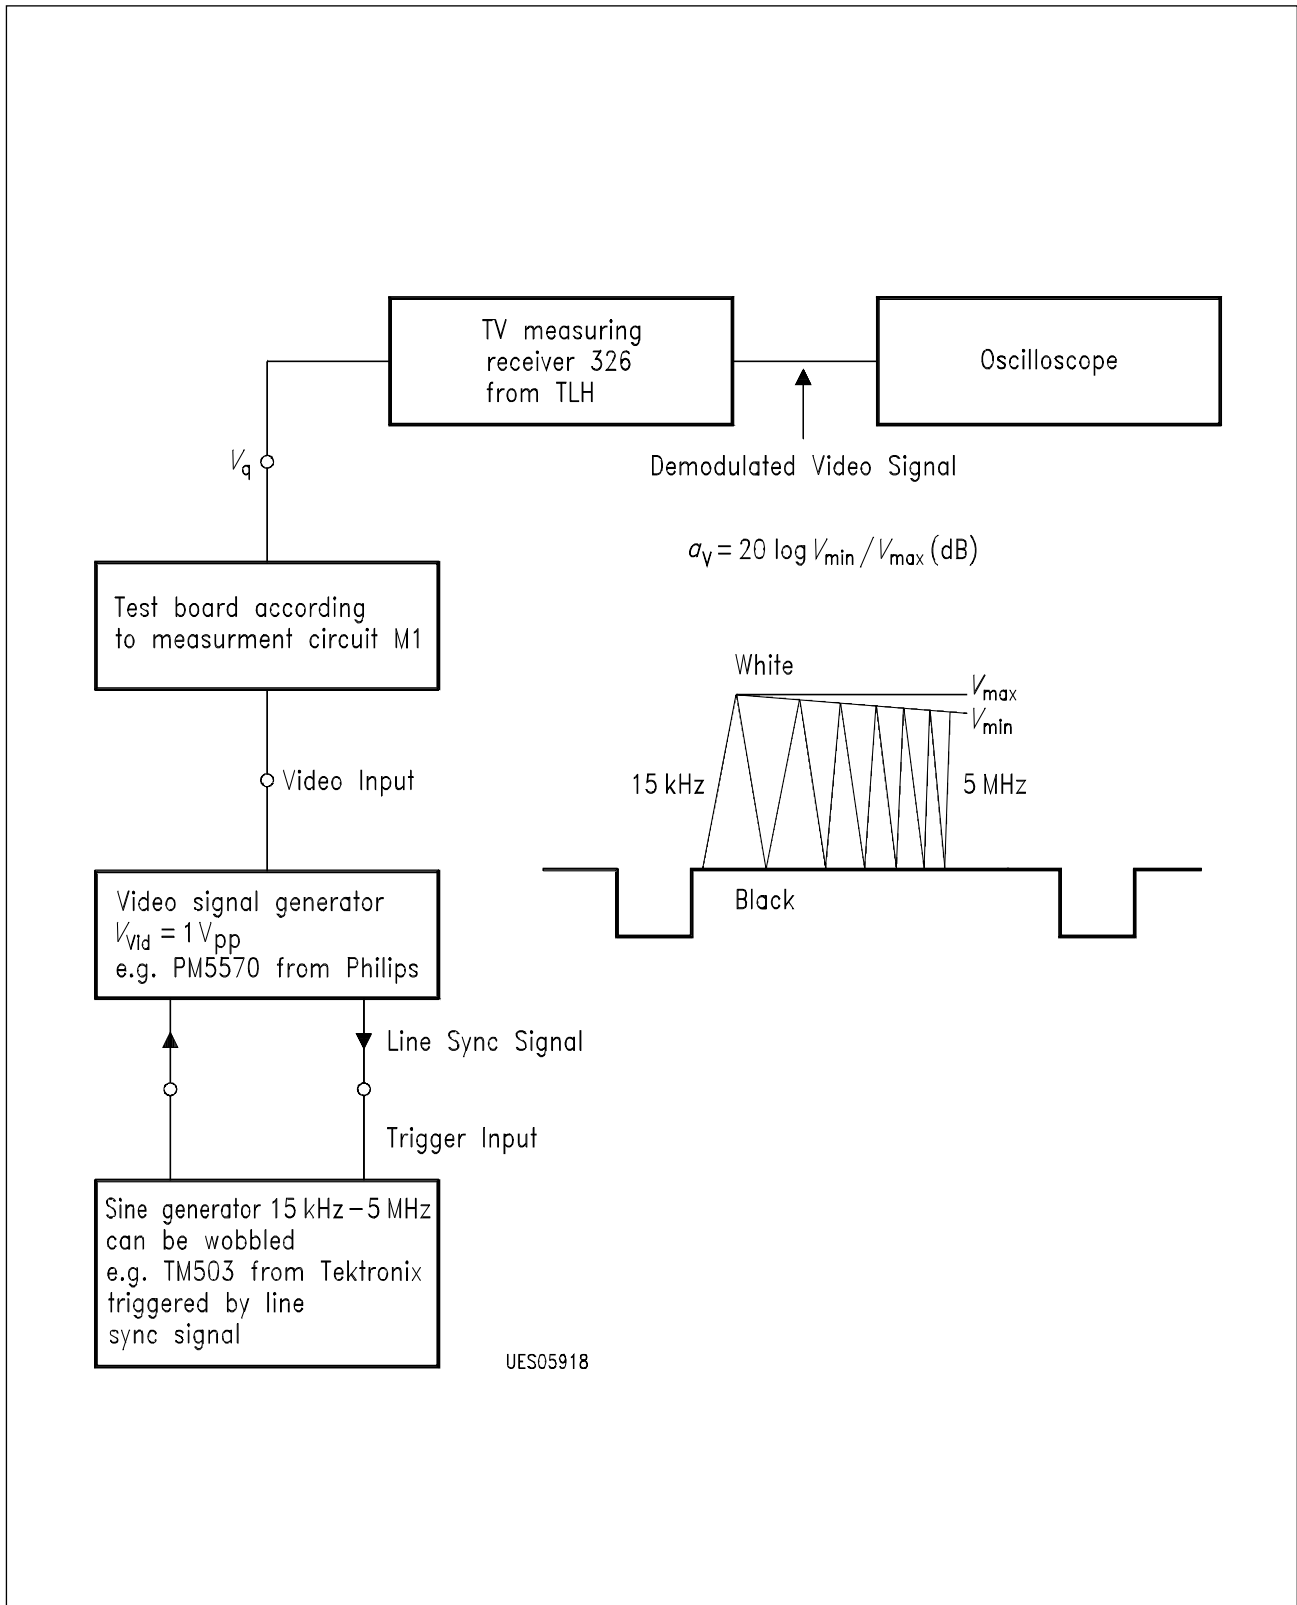 TV measuring
receiver 326
from TLH
Oscilloscope
Vq
Demodulated Video Signal
aV = 20 log Vmin / Vmax (dB)
Test board according
to measurment circuit M1
White
Vmax
Vmin
15 kHz
5 MHz
Video Input
Black
Video signal generator
VVid = 1 Vpp
e.g. PM5570 from Philips
Line Sync Signal
Trigger Input
Sine generator 15 kHz – 5 MHz
can be wobbled
e.g. TM503 from Tektronix
triggered by line
sync signal
UES05918